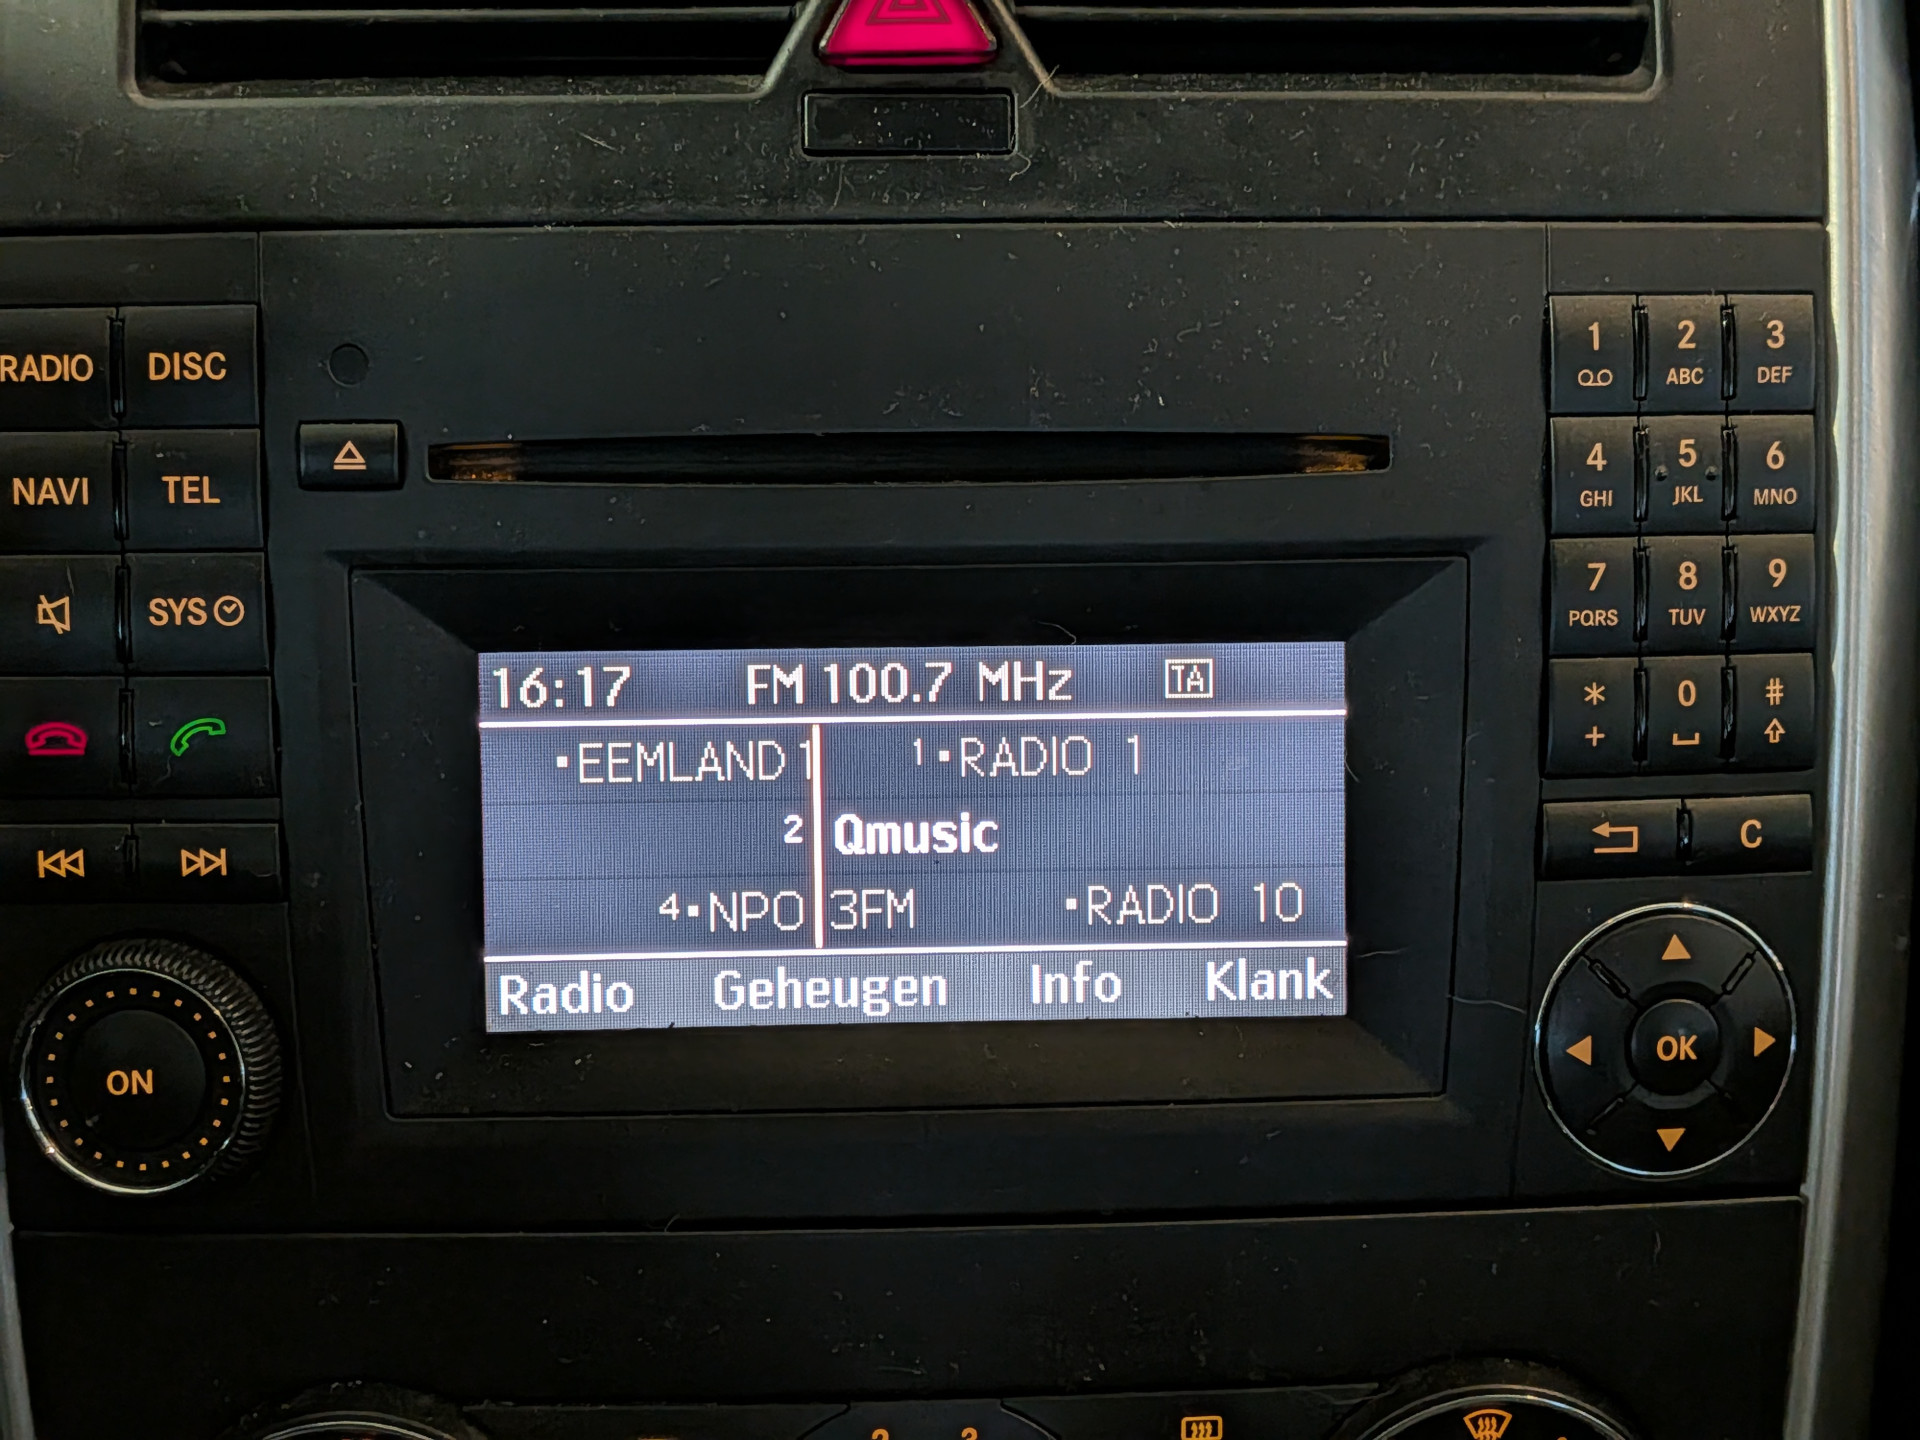 RADIO DISC
NAVI TEL
SYS
ON
16:17 FM 100.7 MHz TA
EEMLAND 1 1 RADIO 1
2 Qmusic
4 NPO 3FM RADIO 10
Radio Geheugen Info Klank
1 2 ABC 3 DEF
4 GHI 5 JKL 6 MNO
7 PQRS 8 TUV 9 WXYZ
* + 0 #
C
OK
2 3